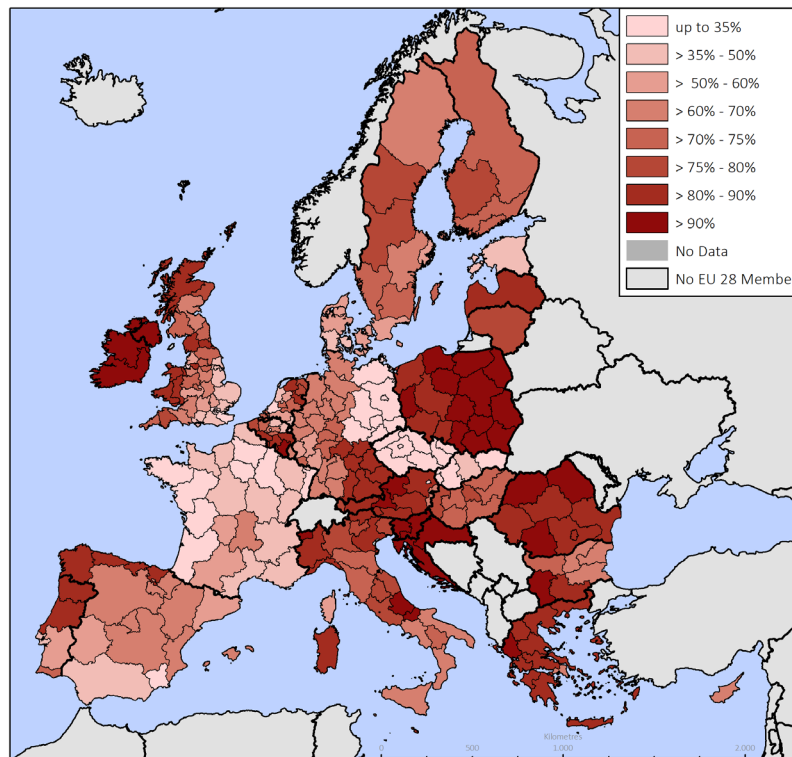 up to 35%
> 35% - 50%
> 50% - 60%
> 60% - 70%
> 70% - 75%
> 75% - 80%
> 80% - 90%
> 90%
No Data
No EU 28 Membe
Kilometres
0 500 1.000 2.000